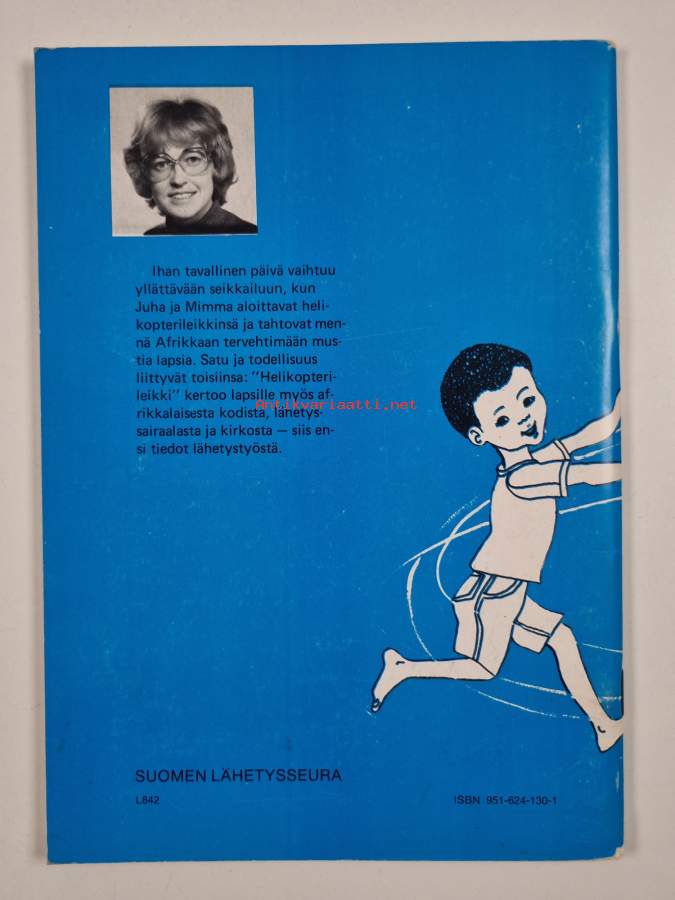 Ihan tavallinen päivä vaihtuu
yllättävään seikkailuun, kun
Juha ja Mimma aloittavat heli-
kopterileikkinsä ja tahtovat men-
nä Afrikkaan tervehtimään mus-
tia lapsia. Satu ja todellisuus
liittyvät toisiinsa: ”Helikopteri-
leikki” kertoo lapsille myös af-
rikkalaisesta kodista, lähetys-
sairaalasta ja kirkosta — siis en-
si tiedot lähetystyöstä.
Antikvariaatti.net
SUOMEN LÄHETYSSEURA
L842
ISBN 951-624-130-1